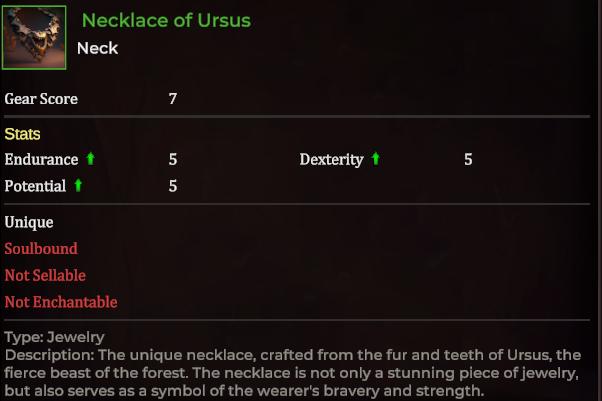 Necklace of Ursus
Neck
Gear Score 7
Stats
Endurance 5 Dexterity 5
Potential 5
Unique
Soulbound
Not Sellable
Not Enchantable
Type: Jewelry
Description: The unique necklace, crafted from the fur and teeth of Ursus, the
fierce beast of the forest. The necklace is not only a stunning piece of jewelry,
but also serves as a symbol of the wearer's bravery and strength.